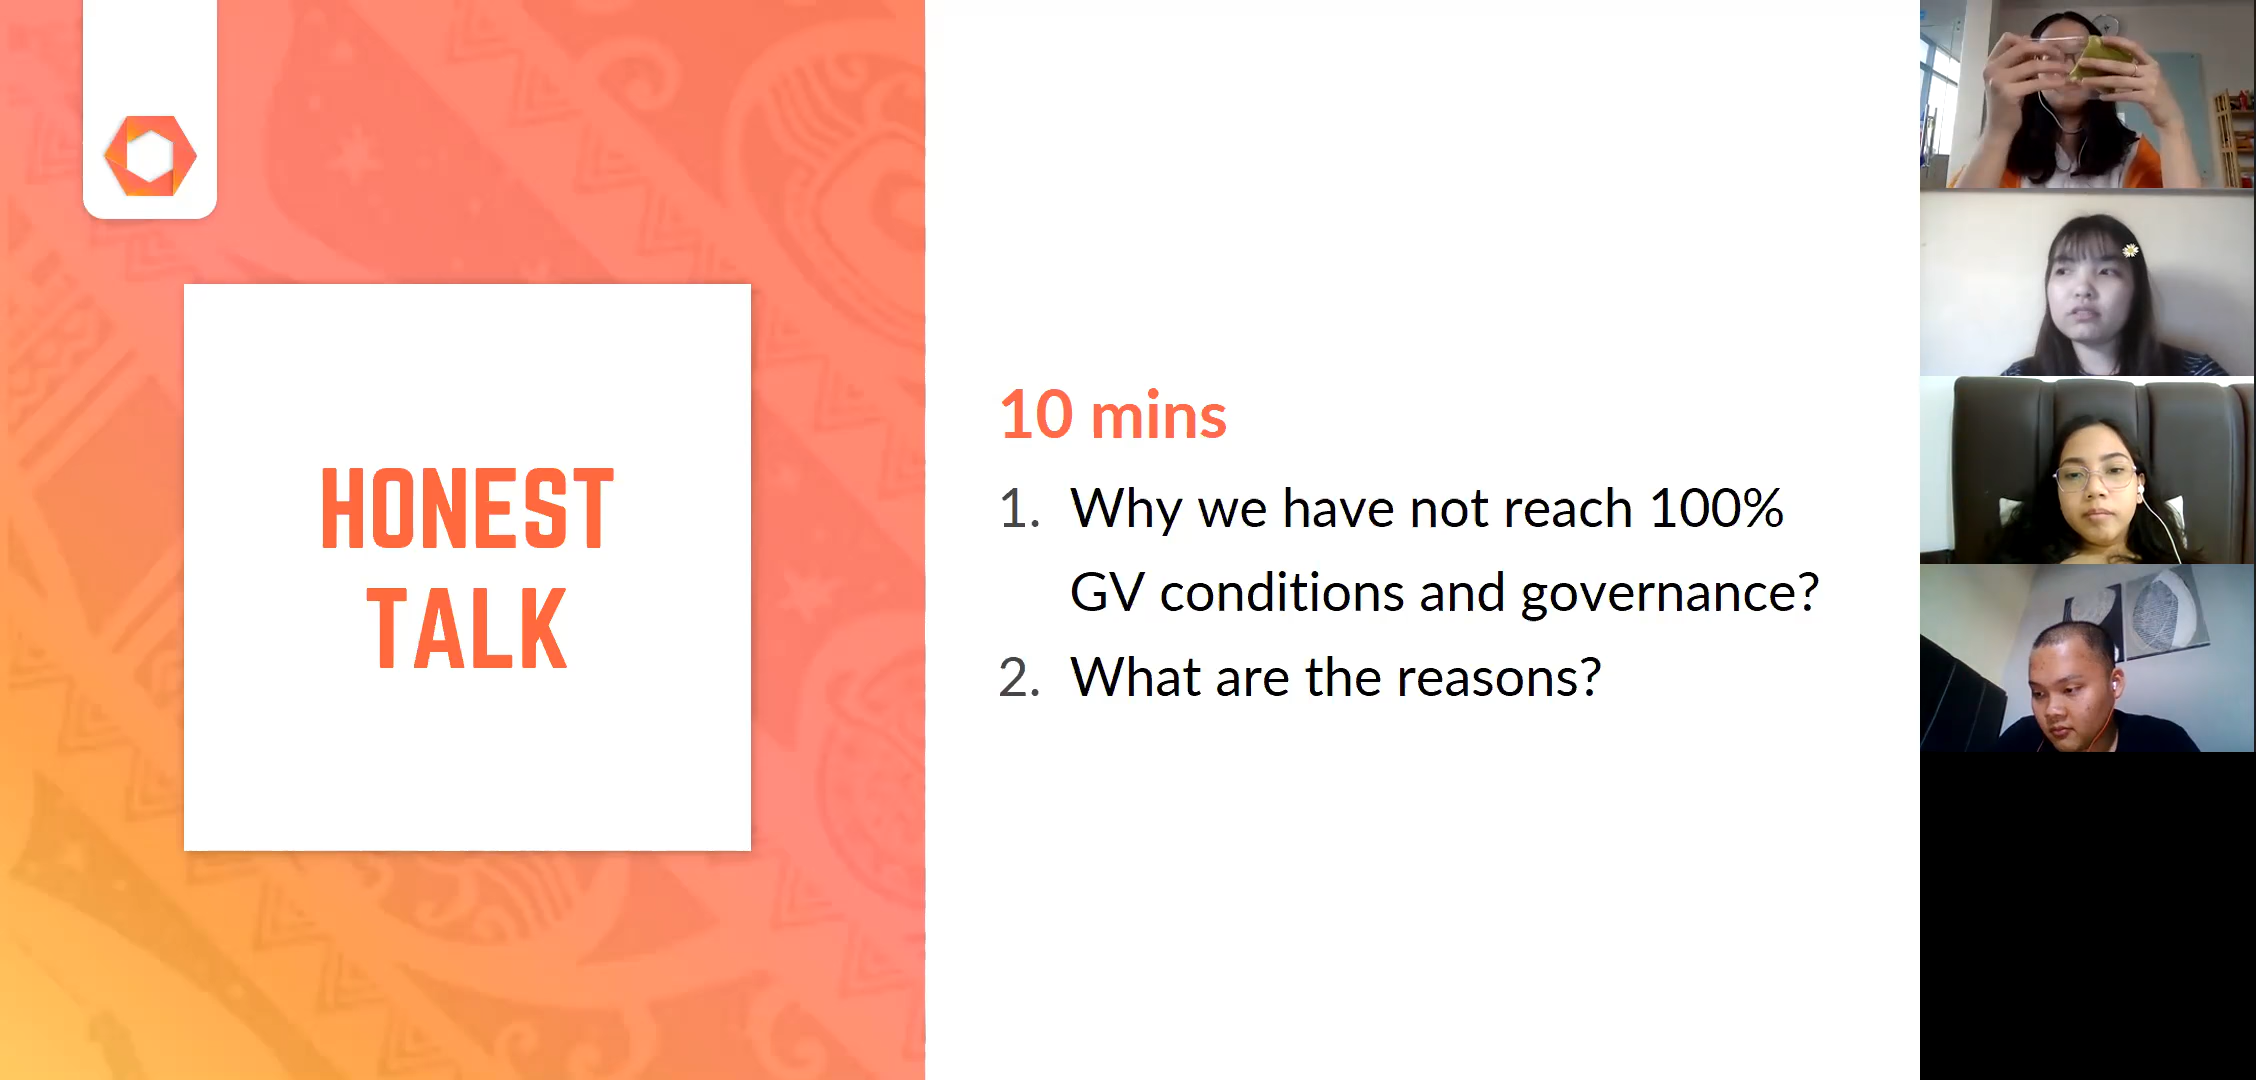 HONEST
TALK
10 mins
1. Why we have not reach 100%
GV conditions and governance?
2. What are the reasons?